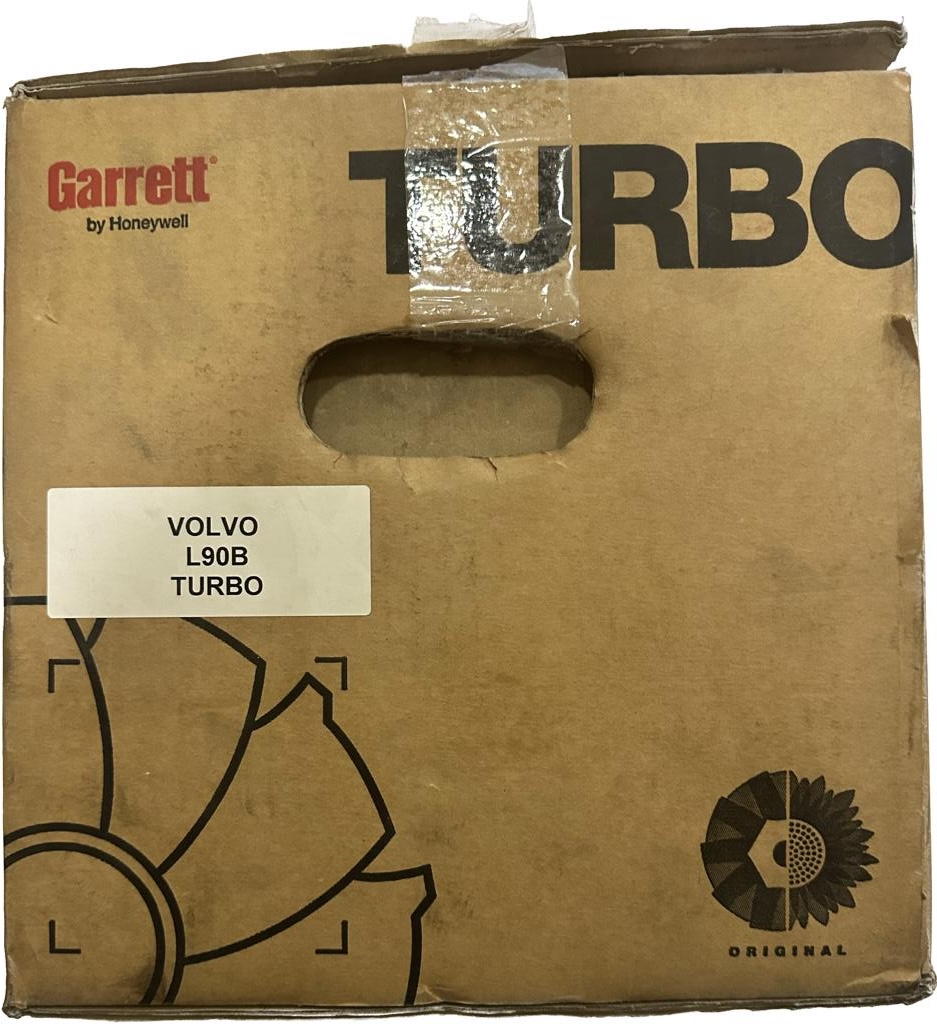 Garrett®
by Honeywell
TURBO
VOLVO
L90B
TURBO
ORIGINAL